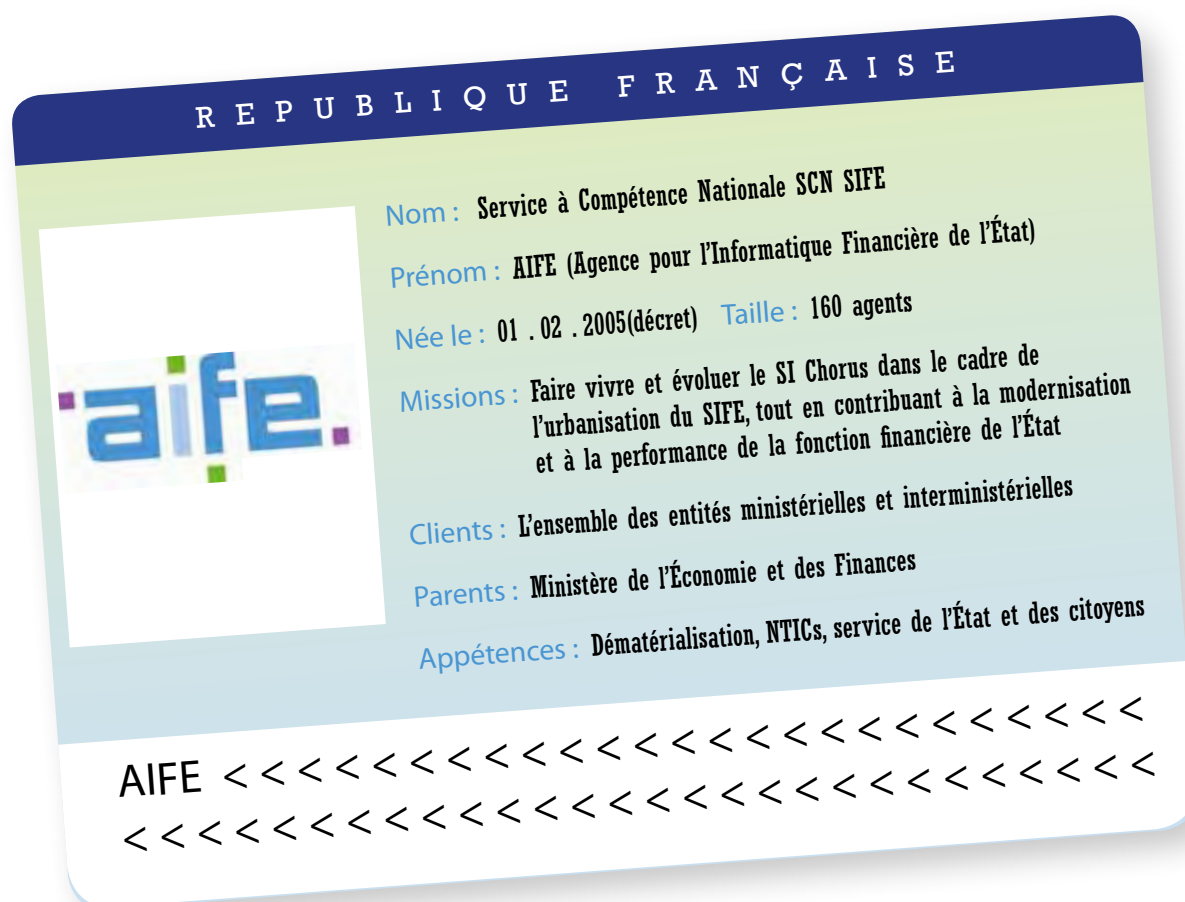 REPUBLIQUE FRANÇAISE
aife.
Nom : Service à Compétence Nationale SCN SIFE
Prénom : AIFE (Agence pour l'Informatique Financière de l'État)
Née le : 01 . 02 . 2005(décret) Taille : 160 agents
Missions : Faire vivre et évoluer le SI Chorus dans le cadre de
l'urbanisation du SIFE, tout en contribuant à la modernisation
et à la performance de la fonction financière de l'État
Clients : L'ensemble des entités ministérielles et interministérielles
Parents : Ministère de l'Économie et des Finances
Appétences : Dématérialisation, NTICs, service de l'État et des citoyens
AIFE < < < < < < < < < < < < < < < < < < < < < < < < <
< < < < < < < < < < < < < < < < < < < < < < < < < < < <